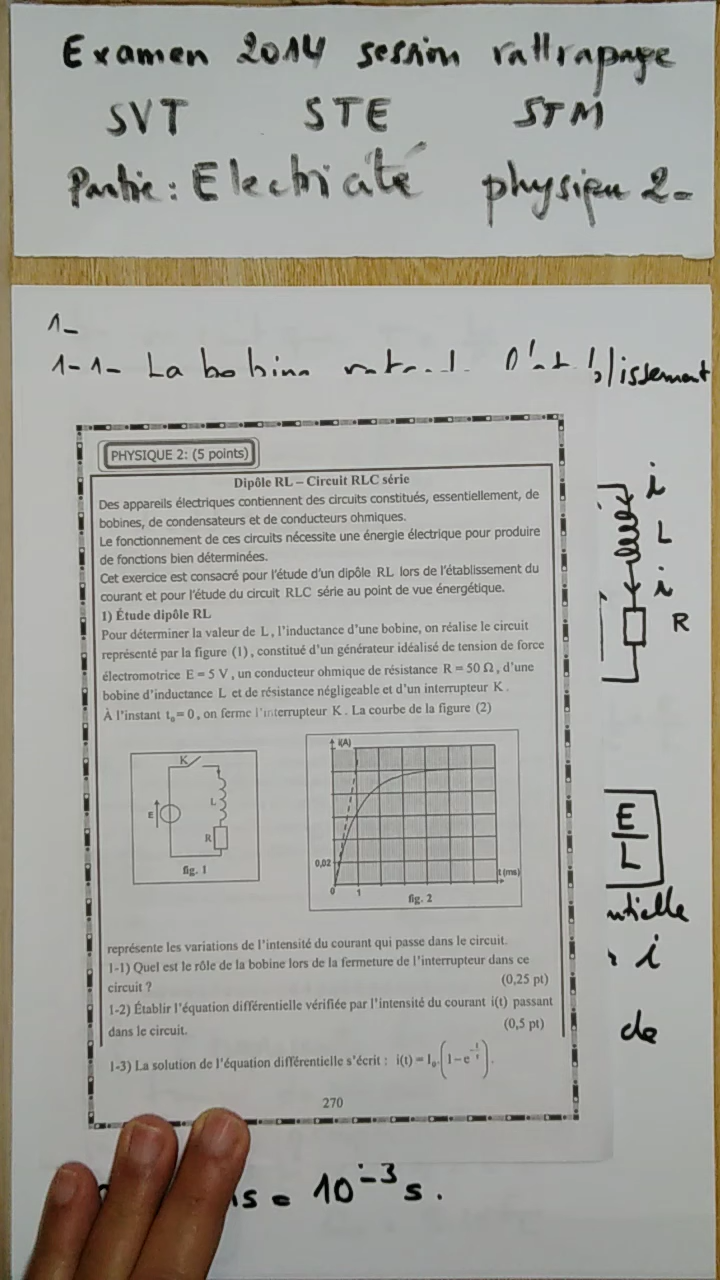 Examen 2014 session rattrapage
SVT STE STM
Partie : Electricité physique 2-
1-
1-1- La bobine l'établissement
PHYSIQUE 2: (5 points)
Dipôle RL – Circuit RLC série
Des appareils électriques contiennent des circuits constitués, essentiellement, de
bobines, de condensateurs et de conducteurs ohmiques.
Le fonctionnement de ces circuits nécessite une énergie électrique pour produire
de fonctions bien déterminées.
Cet exercice est consacré pour l'étude d'un dipôle RL lors de l'établissement du
courant et pour l'étude du circuit RLC série au point de vue énergétique.
1) Étude dipôle RL
Pour déterminer la valeur de L, l'inductance d'une bobine, on réalise le circuit
représenté par la figure (1), constitué d'un générateur idéalisé de tension de force
électromotrice E = 5 V, un conducteur ohmique de résistance R = 50 Ω, d'une
bobine d'inductance L et de résistance négligeable et d'un interrupteur K.
À l'instant t₀ = 0, on ferme l'interrupteur K. La courbe de la figure (2)
K
E
L
R
fig. 1
i(A)
0,02
0
1
t (ms)
fig. 2
représente les variations de l'intensité du courant qui passe dans le circuit.
1-1) Quel est le rôle de la bobine lors de la fermeture de l'interrupteur dans ce
circuit ? (0,25 pt)
1-2) Établir l'équation différentielle vérifiée par l'intensité du courant i(t) passant
dans le circuit. (0,5 pt)
1-3) La solution de l'équation différentielle s'écrit : i(t) = I₀.(1 – e^(-t/τ)).
270
i
L
i
R
E/L
ntielle
i
de
s = 10⁻³ s.